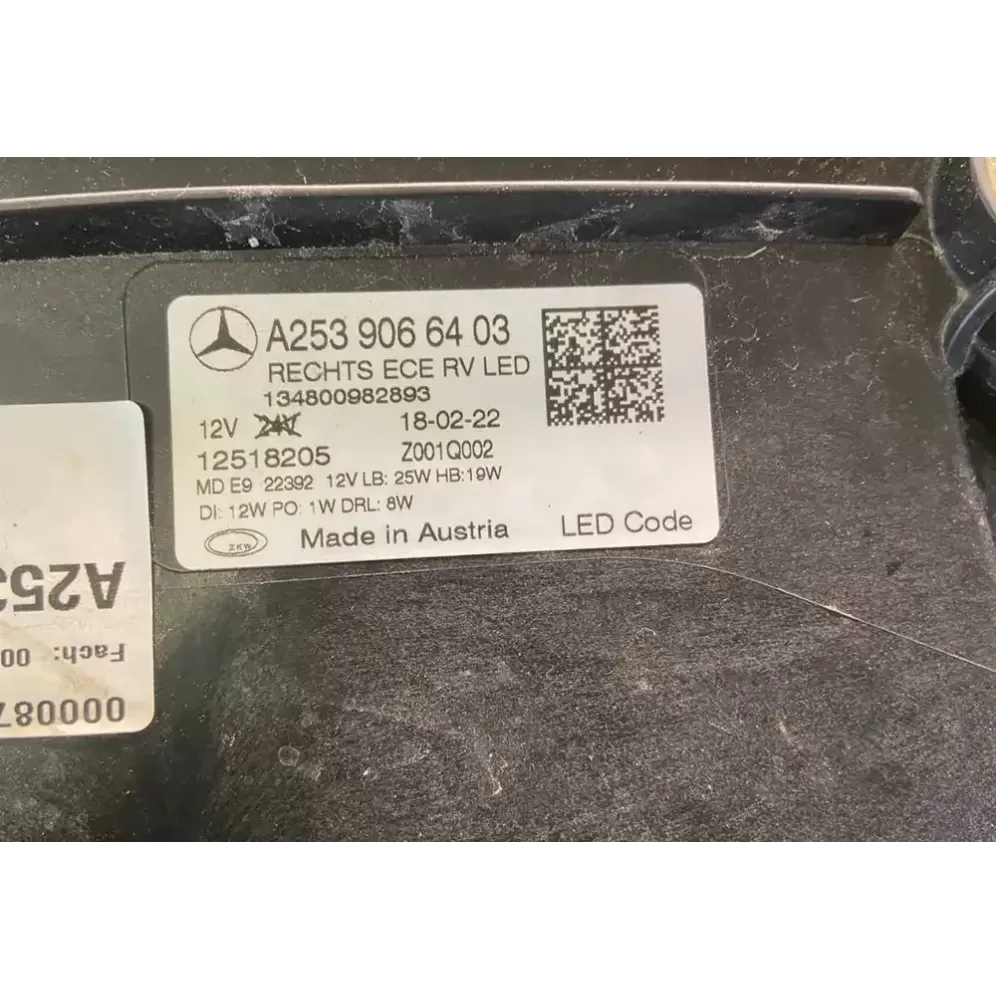 A253 906 64 03
RECHTS ECE RV LED
134800982893
12V 24V 18-02-22
12518205 Z001Q002
MD E9 22392 12V LB: 25W HB:19W
DI: 12W PO: 1W DRL: 8W
ZKW Made in Austria LED Code
A253
Fach: 00
000087